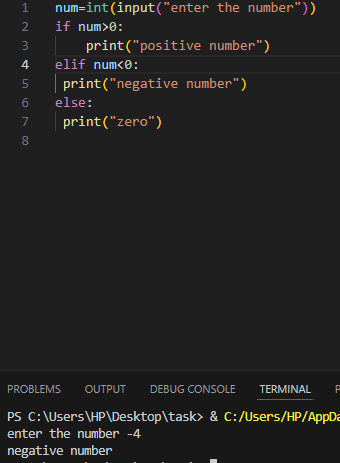 1 num=int(input("enter the number"))
2 if num>0:
3     print("positive number")
4 elif num<0:
5  print("negative number")
6 else:
7  print("zero")
8
PROBLEMS OUTPUT DEBUG CONSOLE TERMINAL
PS C:\Users\HP\Desktop\task> & C:/Users/HP/AppDa
enter the number -4
negative number